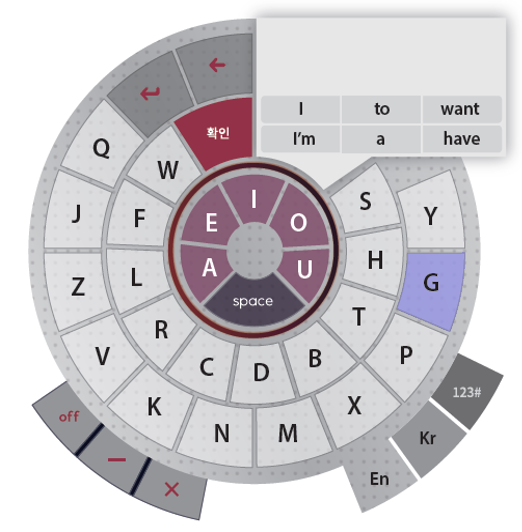 I to want
I'm a have
확인
Q W S Y
J F E I O H G
Z L A U T P
space
V R C D B X
K N M
off
−
×
123#
Kr
En